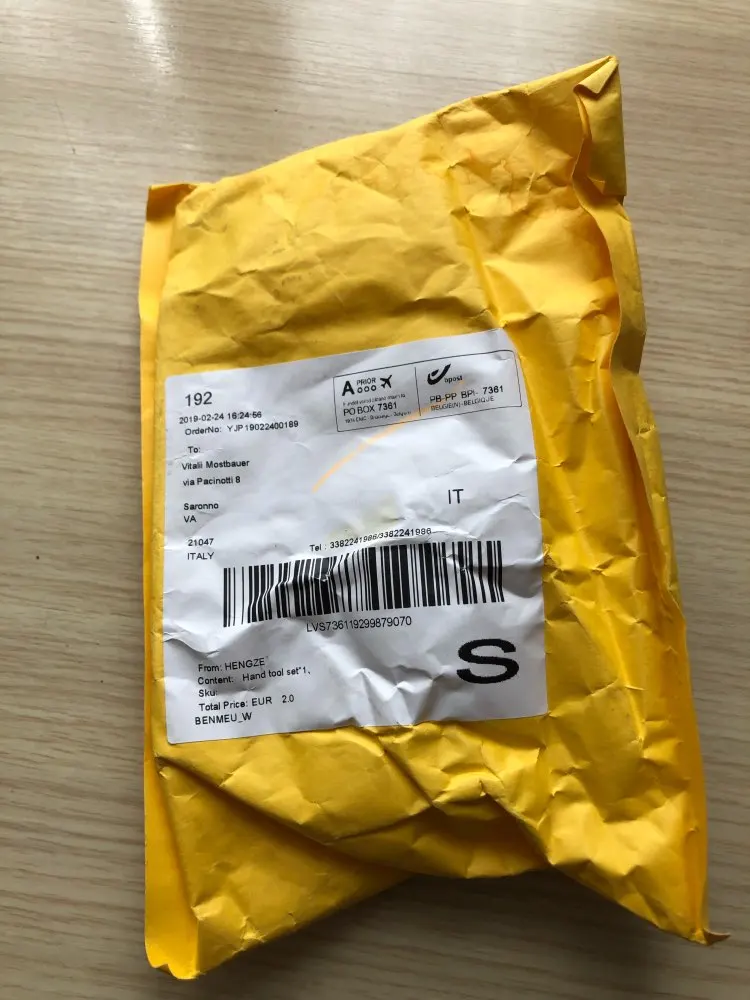 192
2019-02-24 16:24:56
OrderNo: YJP19022400189
A PRIOR
PO BOX 7361
bpost
PB-PP BPI- 7361
BELGIE(N)-BELGIQUE
To:
Vitalii Mostbauer
via Pacinotti 8
Saronno
VA
21047
ITALY
IT
Tel : 3382241986/3382241986
LVS736119299879070
From: HENGZE
Content: Hand tool set*1,
Sku:
Total Price: EUR 2.0
BENMEU_W
S